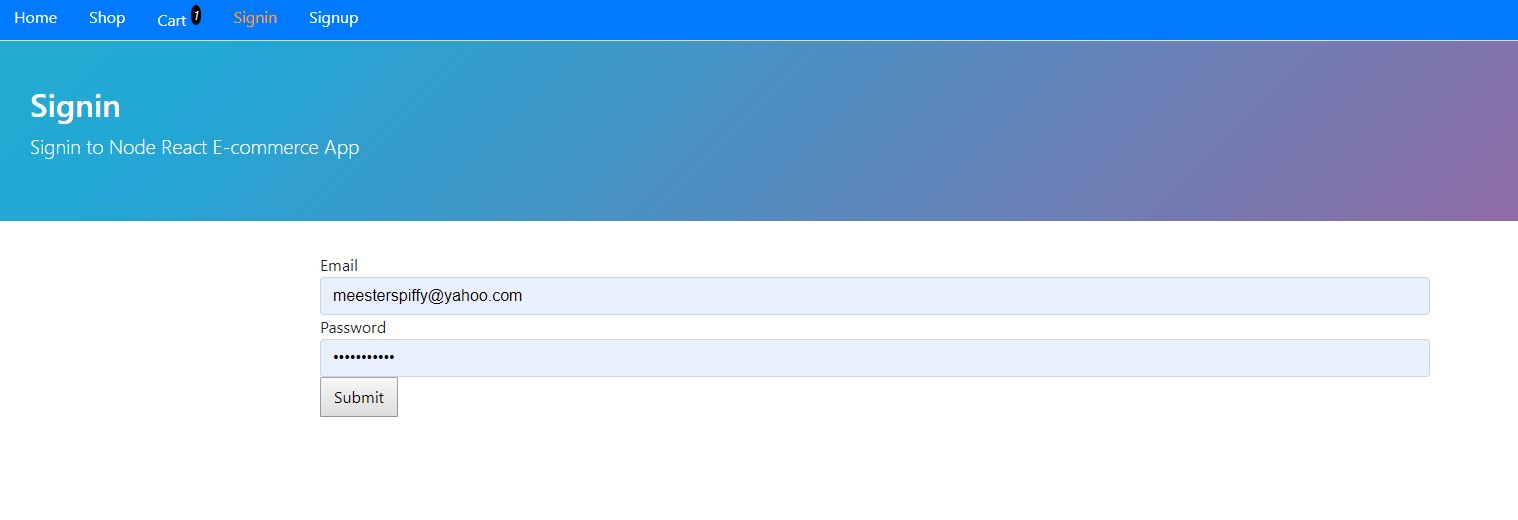 Home Shop Cart 1 Signin Signup
Signin
Signin to Node React E-commerce App
Email
meesterspiffy@yahoo.com
Password
•••••••••••
Submit